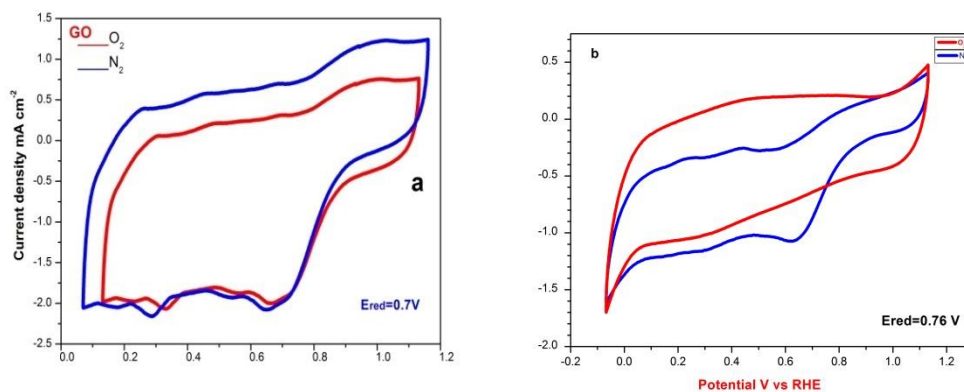 1.5
1.0
0.5
0.0
-0.5
-1.0
-1.5
-2.0
-2.5
Current density mA cm-2
GO
O2
N2
a
Ered=0.7V
0.0 0.2 0.4 0.6 0.8 1.0 1.2
b
O
N
0.5
0.0
-0.5
-1.0
-1.5
-2.0
Ered=0.76 V
-0.2 0.0 0.2 0.4 0.6 0.8 1.0 1.2
Potential V vs RHE